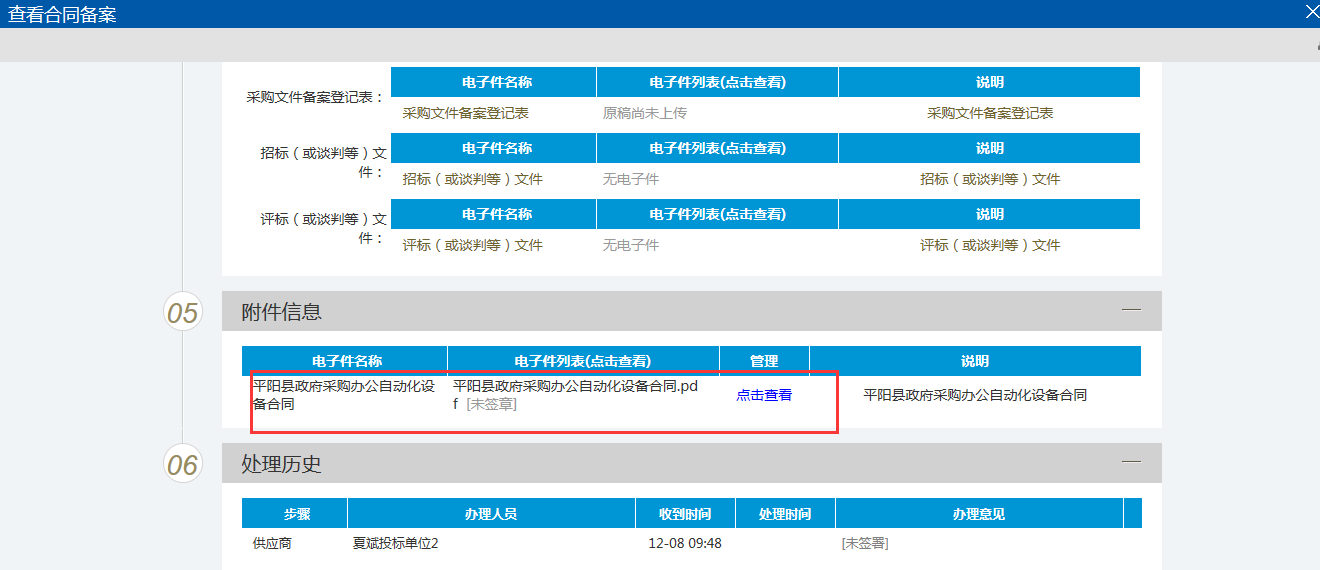 查看合同备案
采购文件备案登记表：
电子件名称 电子件列表(点击查看) 说明
采购文件备案登记表 原稿尚未上传 采购文件备案登记表
招标（或谈判等）文
件：
电子件名称 电子件列表(点击查看) 说明
招标（或谈判等）文件 无电子件 招标（或谈判等）文件
评标（或谈判等）文
件：
电子件名称 电子件列表(点击查看) 说明
评标（或谈判等）文件 无电子件 评标（或谈判等）文件
05 附件信息
电子件名称 电子件列表(点击查看) 管理 说明
平阳县政府采购办公自动化设
备合同
平阳县政府采购办公自动化设备合同.pd
f [未签章]
点击查看
平阳县政府采购办公自动化设备合同
06 处理历史
步骤 办理人员 收到时间 处理时间 办理意见
供应商 夏斌投标单位2 12-08 09:48 [未签署]